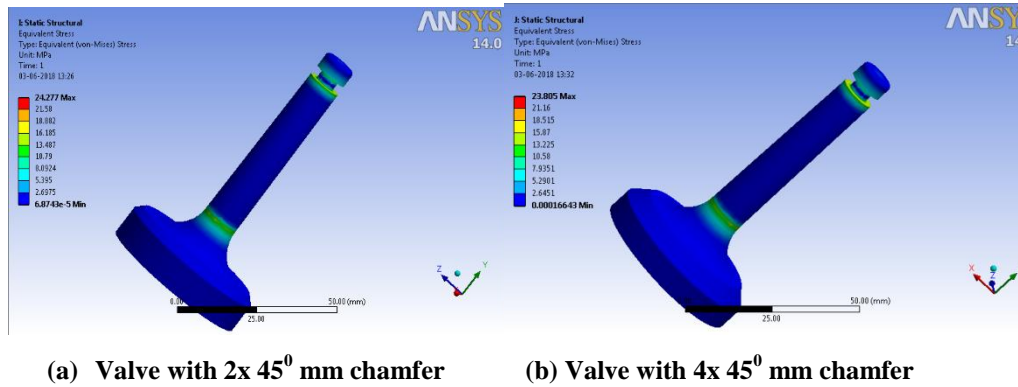 I: Static Structural
Equivalent Stress
Type: Equivalent (von-Mises) Stress
Unit: MPa
Time: 1
03-06-2018 13:26
24.277 Max
21.58
18.882
16.185
13.487
10.79
8.0924
5.395
2.6975
6.8743e-5 Min
ANSYS
14.0
Z
Y
0.00
50.00 (mm)
25.00
J: Static Structural
Equivalent Stress
Type: Equivalent (von-Mises) Stress
Unit: MPa
Time: 1
03-06-2018 13:32
23.805 Max
21.16
18.515
15.87
13.225
10.58
7.9351
5.2901
2.6451
0.00016643 Min
ANSYS
14
X
Z
50.00 (mm)
25.00
(a) Valve with 2x 45⁰ mm chamfer
(b) Valve with 4x 45⁰ mm chamfer